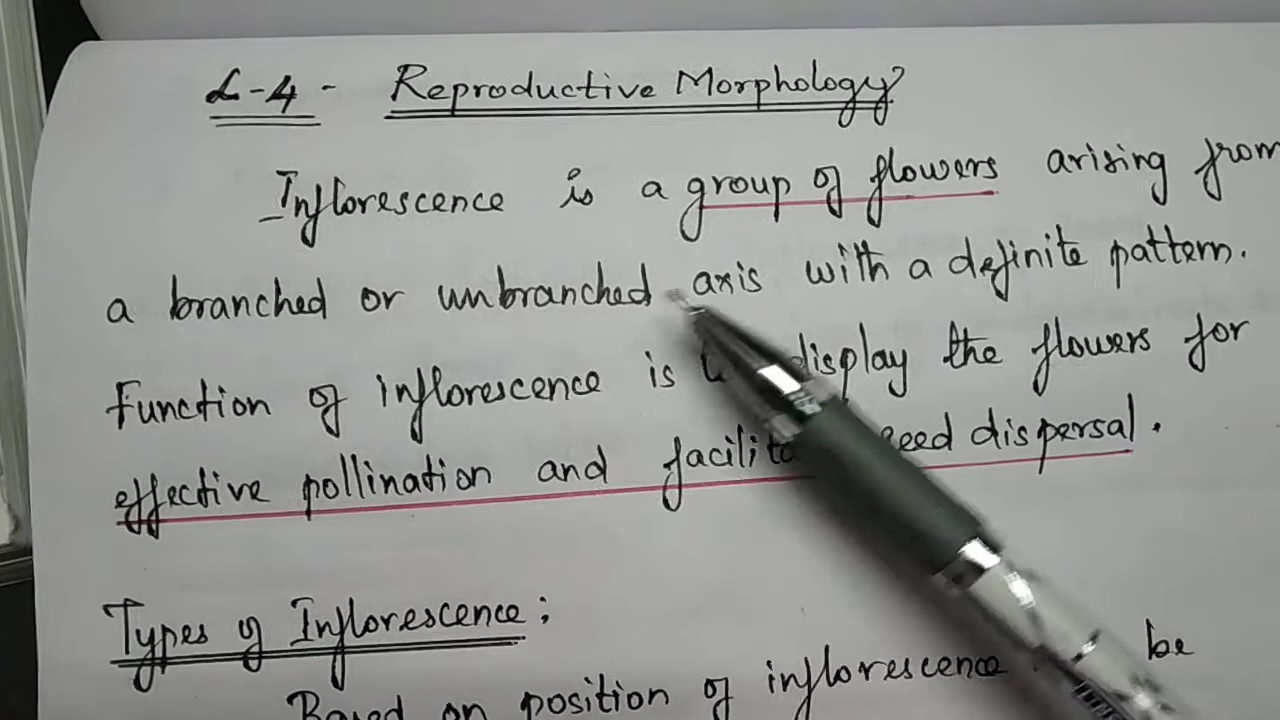 L-4 - Reproductive Morphology
Inflorescence is a group of flowers arising from
a branched or unbranched axis with a definite pattern.
Function of inflorescence is display the flowers for
effective pollination and seed dispersal.
Types of Inflorescence:
Based on position of inflorescence be